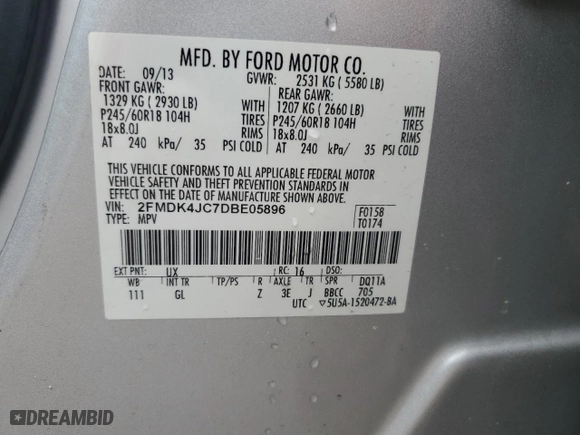 MFD. BY FORD MOTOR CO.
DATE: 09/13 GVWR: 2531 KG ( 5580 LB)
FRONT GAWR: REAR GAWR:
1329 KG ( 2930 LB) WITH 1207 KG ( 2660 LB) WITH
P245/60R18 104H TIRES P245/60R18 104H TIRES
18x8.0J RIMS 18x8.0J RIMS
AT 240 kPa/ 35 PSI COLD AT 240 kPa/ 35 PSI COLD
THIS VEHICLE CONFORMS TO ALL APPLICABLE FEDERAL MOTOR
VEHICLE SAFETY AND THEFT PREVENTION STANDARDS IN
EFFECT ON THE DATE OF MANUFACTURE SHOWN ABOVE.
VIN: 2FMDK4JC7DBE05896 F0158
TYPE: MPV T0174
EXT PNT: UX RC: 16 DSO:
WB INT TR TP/PS R AXLE TR SPR DQ11A
111 GL Z 3E J BBCC 705
UTC ▽5U5A-1520472-BA
DREAMBID